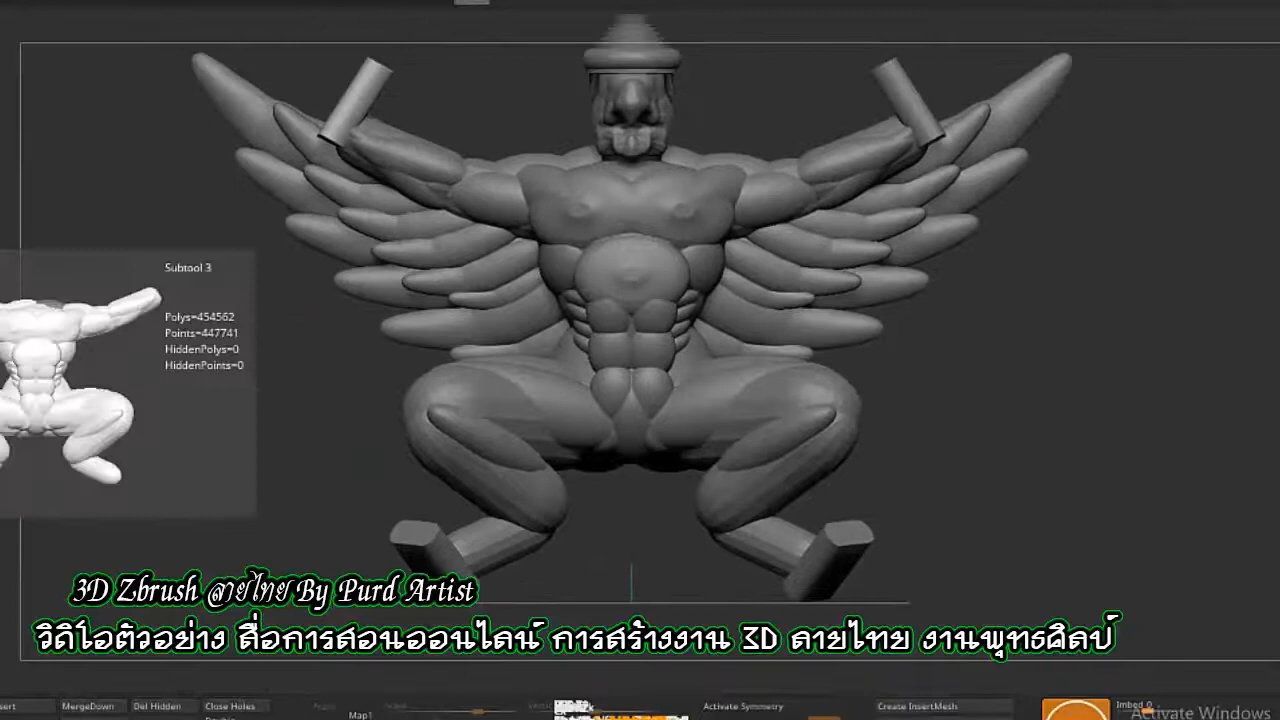 Subtool 3
Polys=454562
Points=447741
HiddenPolys=0
HiddenPoints=0
3D Zbrush ลายไทย By Purd Artist
วิดีโอตัวอย่าง สื่อการสอนออนไลน์ การสร้างงาน 3D ลายไทย งานพุทธศิลป์
MergeDown Del Hidden Close Holes
Map1
Activate Symmetry
Create InsertMesh
Imbed 0
Activate Windows